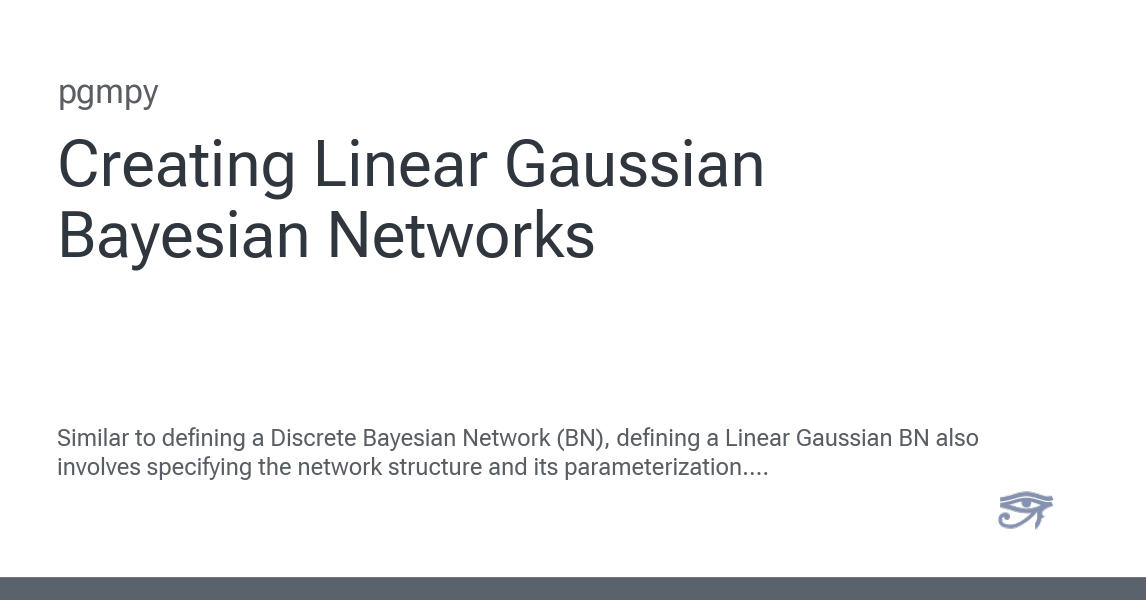 pgmpy
Creating Linear Gaussian
Bayesian Networks
Similar to defining a Discrete Bayesian Network (BN), defining a Linear Gaussian BN also
involves specifying the network structure and its parameterization....